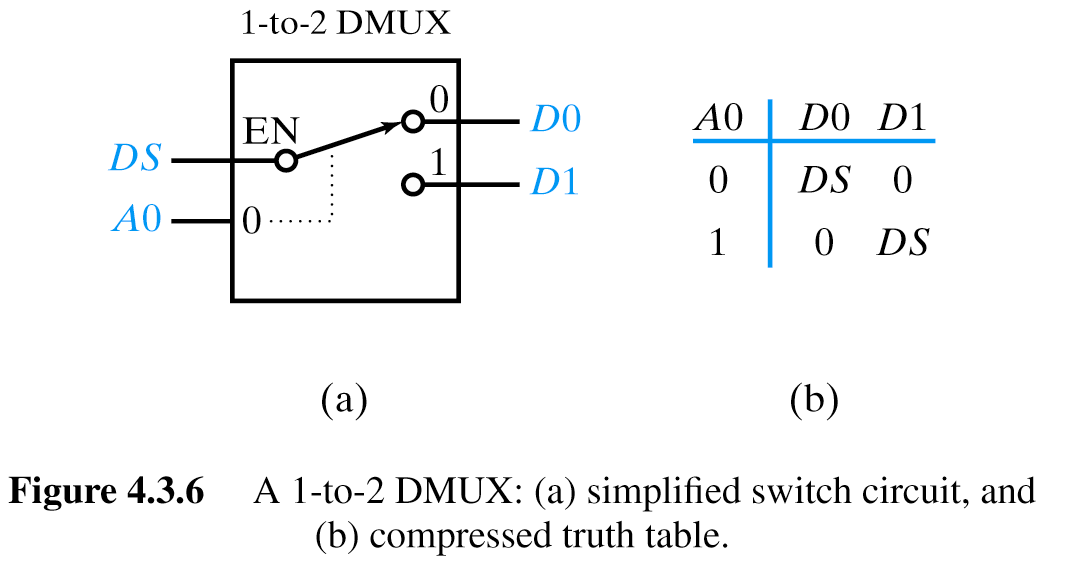 1-to-2 DMUX
0
EN
DS
D0
1
A0
0
D1
A0 D0 D1
0 DS 0
1 0 DS
(a)
(b)
Figure 4.3.6 A 1-to-2 DMUX: (a) simplified switch circuit, and
(b) compressed truth table.